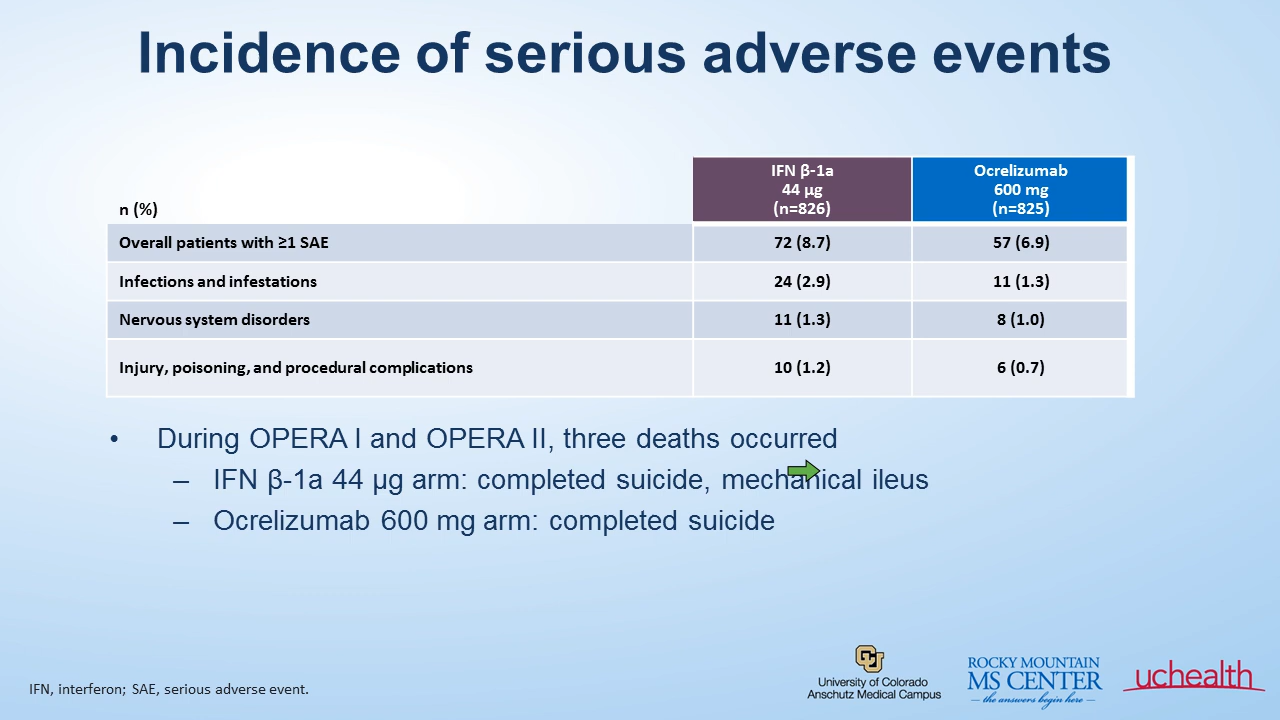 Incidence of serious adverse events
IFN β-1a
44 µg
(n=826)
Ocrelizumab
600 mg
(n=825)
n (%)
Overall patients with ≥1 SAE 72 (8.7) 57 (6.9)
Infections and infestations 24 (2.9) 11 (1.3)
Nervous system disorders 11 (1.3) 8 (1.0)
Injury, poisoning, and procedural complications 10 (1.2) 6 (0.7)
• During OPERA I and OPERA II, three deaths occurred
– IFN β-1a 44 µg arm: completed suicide, mechanical ileus
– Ocrelizumab 600 mg arm: completed suicide
IFN, interferon; SAE, serious adverse event.
CU
University of Colorado
Anschutz Medical Campus
ROCKY MOUNTAIN
MS CENTER
– the answers begin here –
uchealth